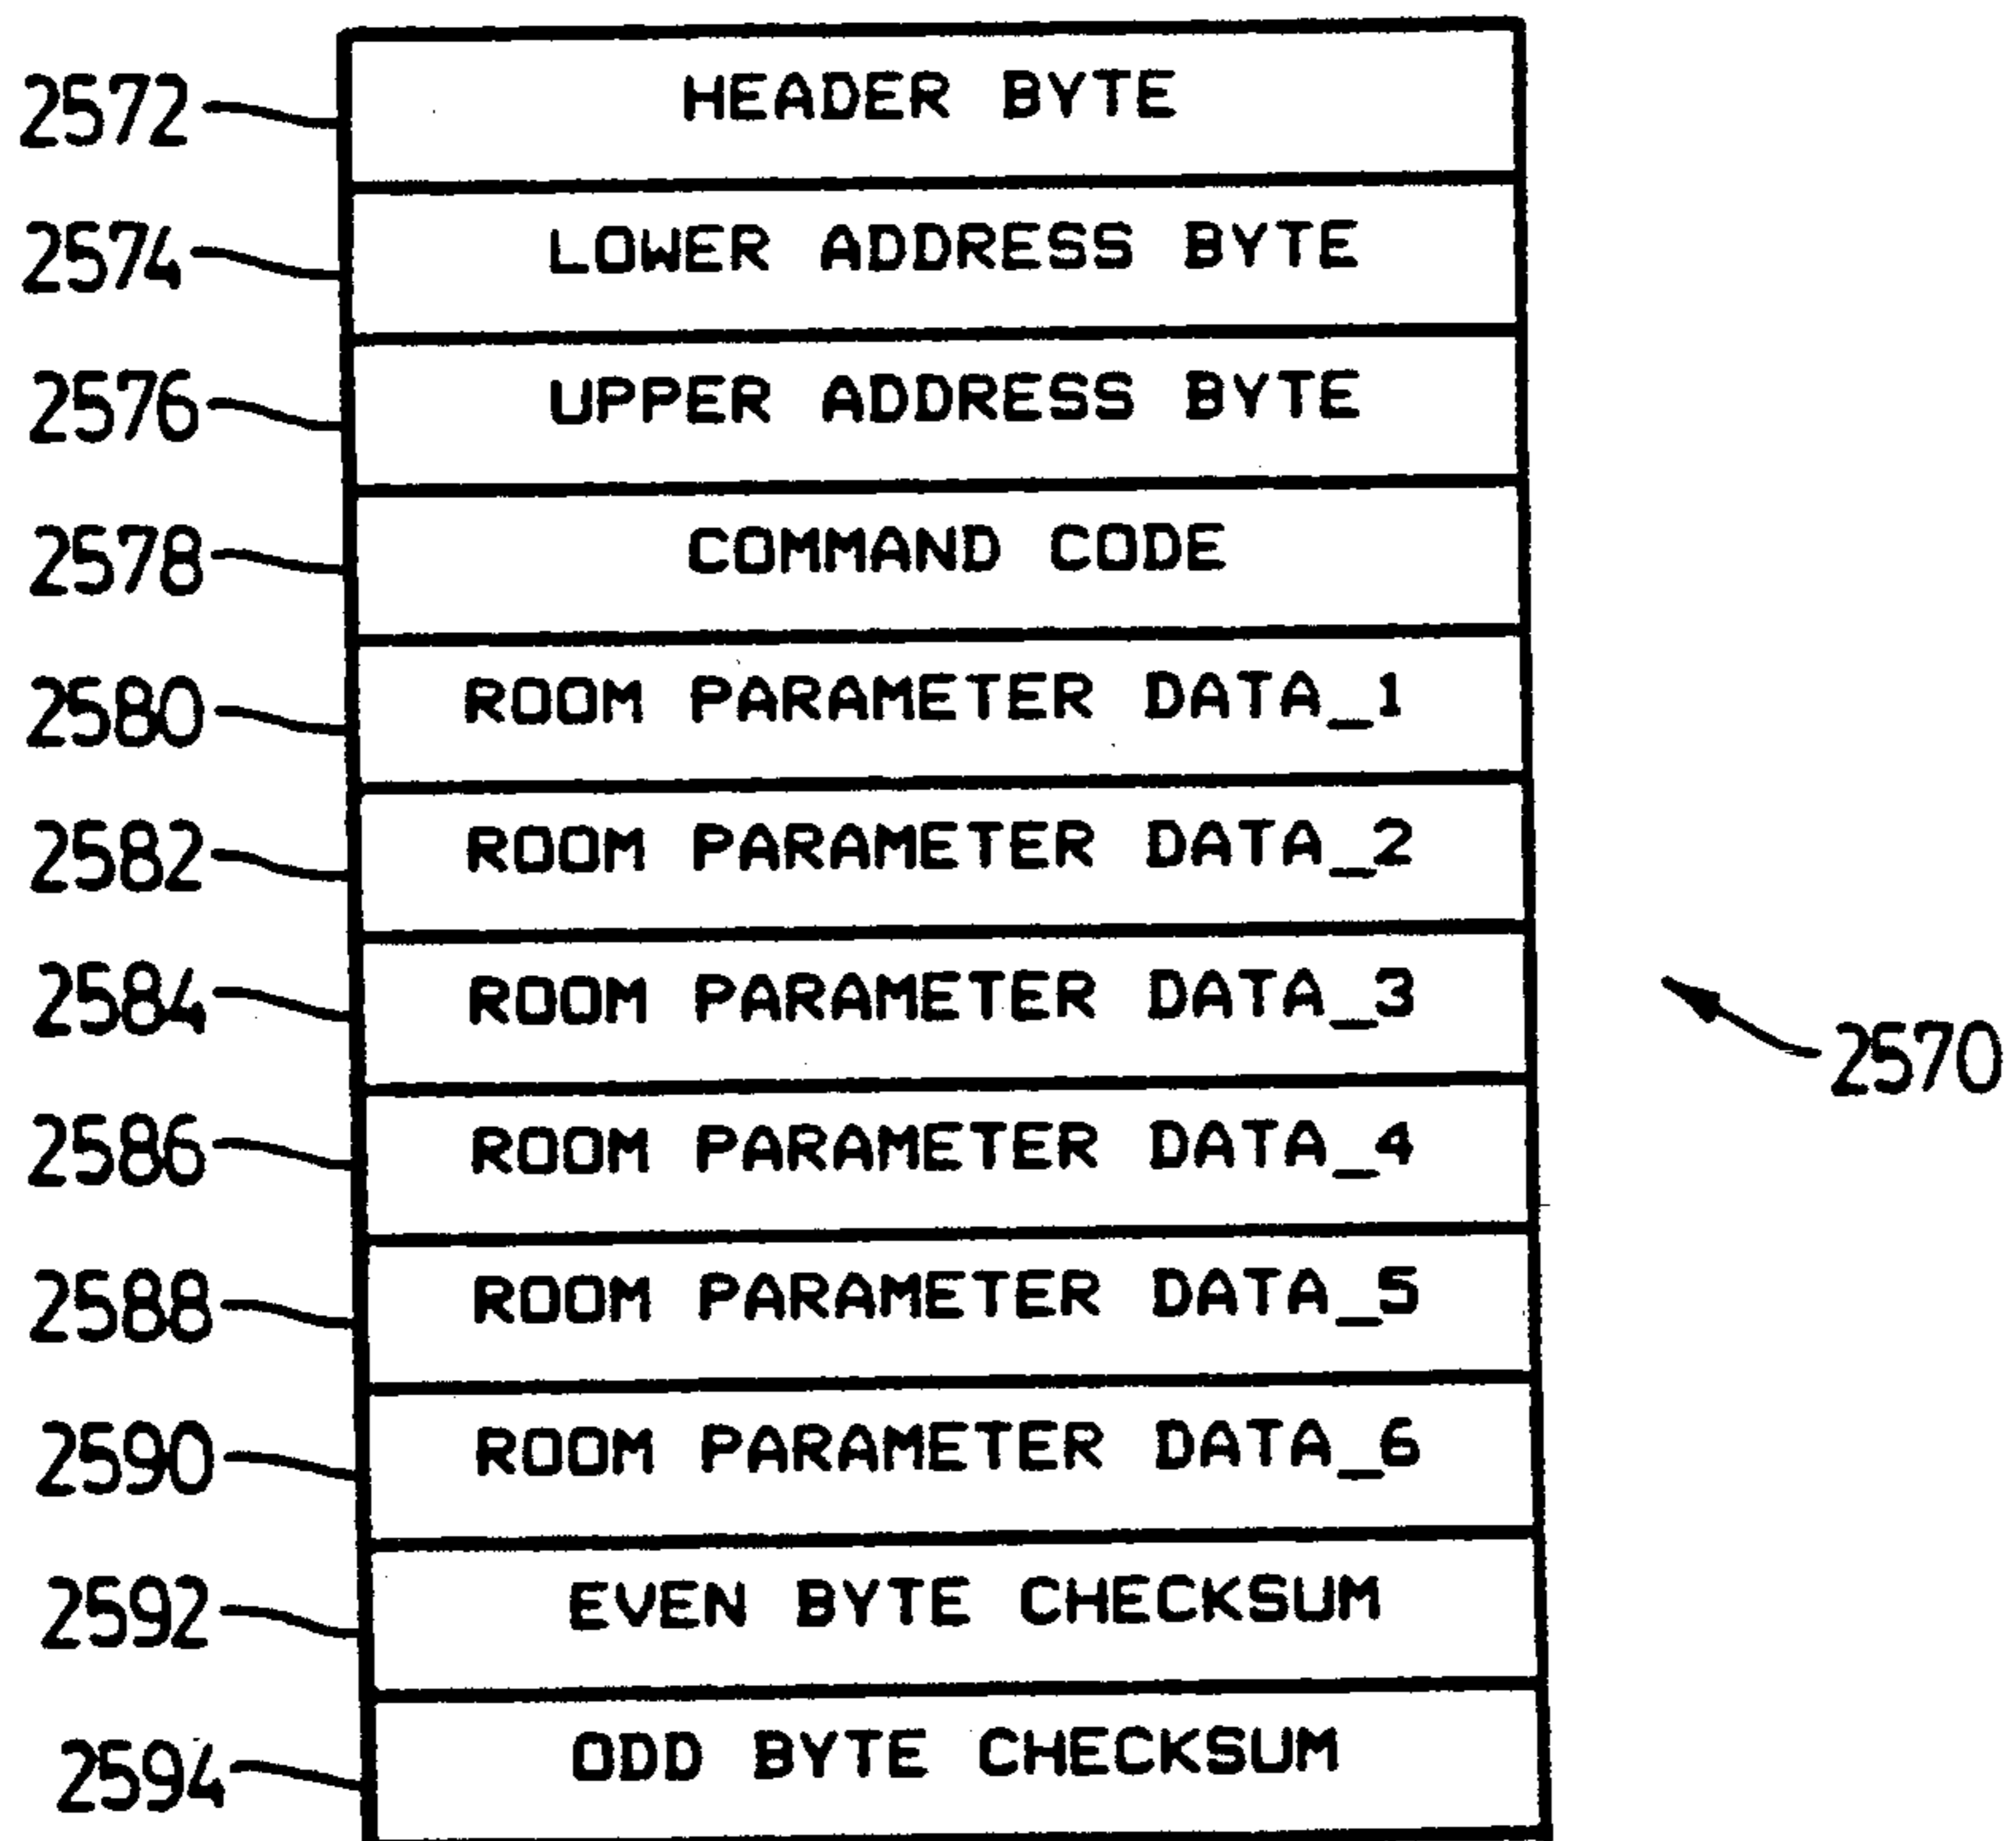 2572 HEADER BYTE
2574 LOWER ADDRESS BYTE
2576 UPPER ADDRESS BYTE
2578 COMMAND CODE
2580 ROOM PARAMETER DATA_1
2582 ROOM PARAMETER DATA_2
2584 ROOM PARAMETER DATA_3
2570
2586 ROOM PARAMETER DATA_4
2588 ROOM PARAMETER DATA_5
2590 ROOM PARAMETER DATA_6
2592 EVEN BYTE CHECKSUM
2594 ODD BYTE CHECKSUM